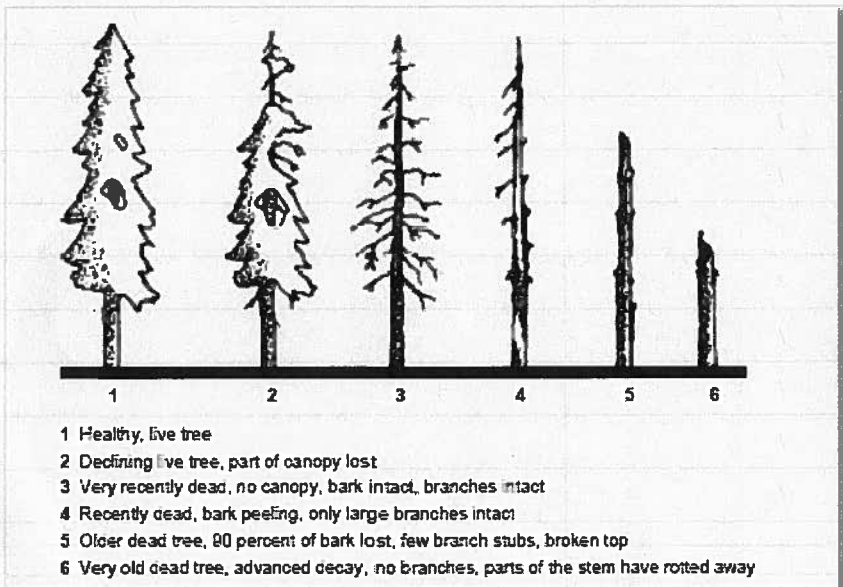 1 2 3 4 5 6
1 Healthy, live tree
2 Declining live tree, part of canopy lost
3 Very recently dead, no canopy, bark intact, branches intact
4 Recently dead, bark peeling, only large branches intact
5 Older dead tree, 90 percent of bark lost, few branch stubs, broken top
6 Very old dead tree, advanced decay, no branches, parts of the stem have rotted away